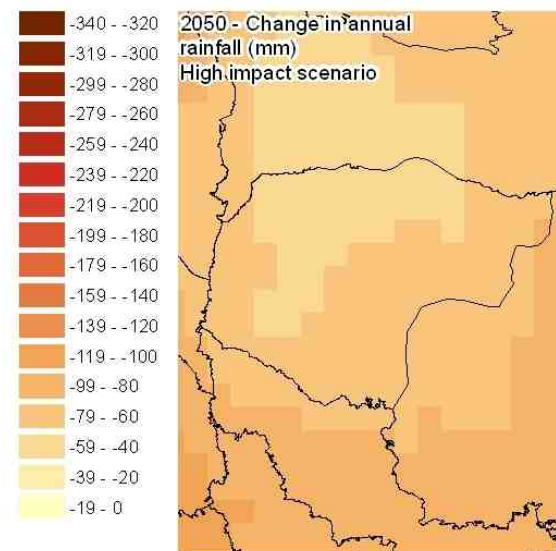 2050 - Change in annual
rainfall (mm)
High impact scenario
-340 - -320
-319 - -300
-299 - -280
-279 - -260
-259 - -240
-239 - -220
-219 - -200
-199 - -180
-179 - -160
-159 - -140
-139 - -120
-119 - -100
-99 - -80
-79 - -60
-59 - -40
-39 - -20
-19 - 0